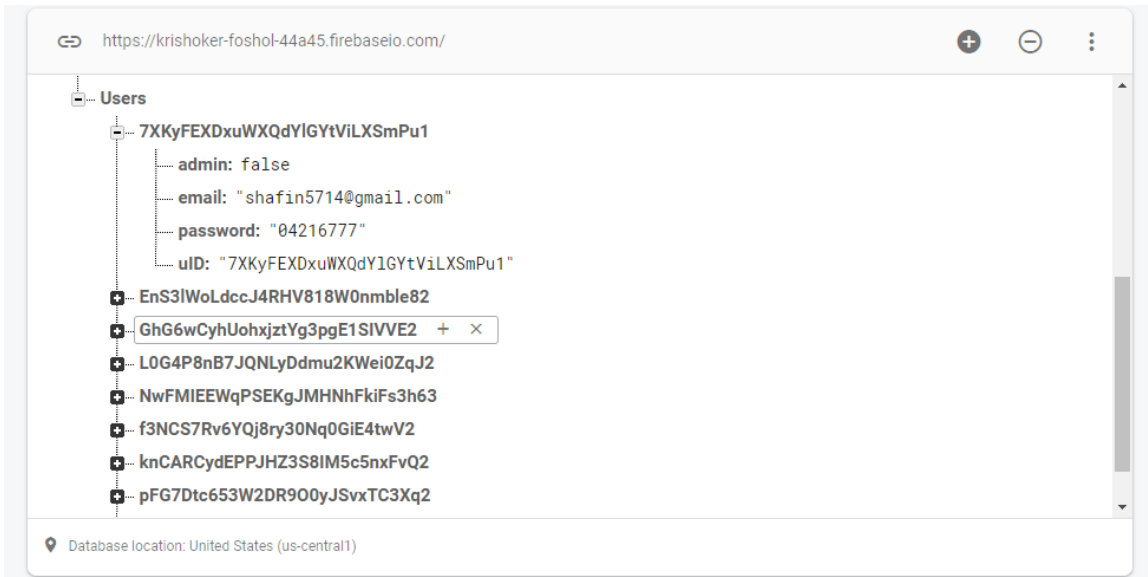 https://krishoker-foshol-44a45.firebaseio.com/
Users
7XKyFEXDxuWXQdYlGYtViLXSmPu1
admin: false
email: "shafin5714@gmail.com"
password: "04216777"
uID: "7XKyFEXDxuWXQdYlGYtViLXSmPu1"
EnS3lWoLdccJ4RHV818W0nmble82
GhG6wCyhUohxjztYg3pgE1SIVVE2
L0G4P8nB7JQNLyDdmu2KWei0ZqJ2
NwFMIEEWqPSEKgJMHNhFkiFs3h63
f3NCS7Rv6YQj8ry30Nq0GiE4twV2
knCARCydEPPJHZ3S8IM5c5nxFvQ2
pFG7Dtc653W2DR9O0yJSvxTC3Xq2
Database location: United States (us-central1)